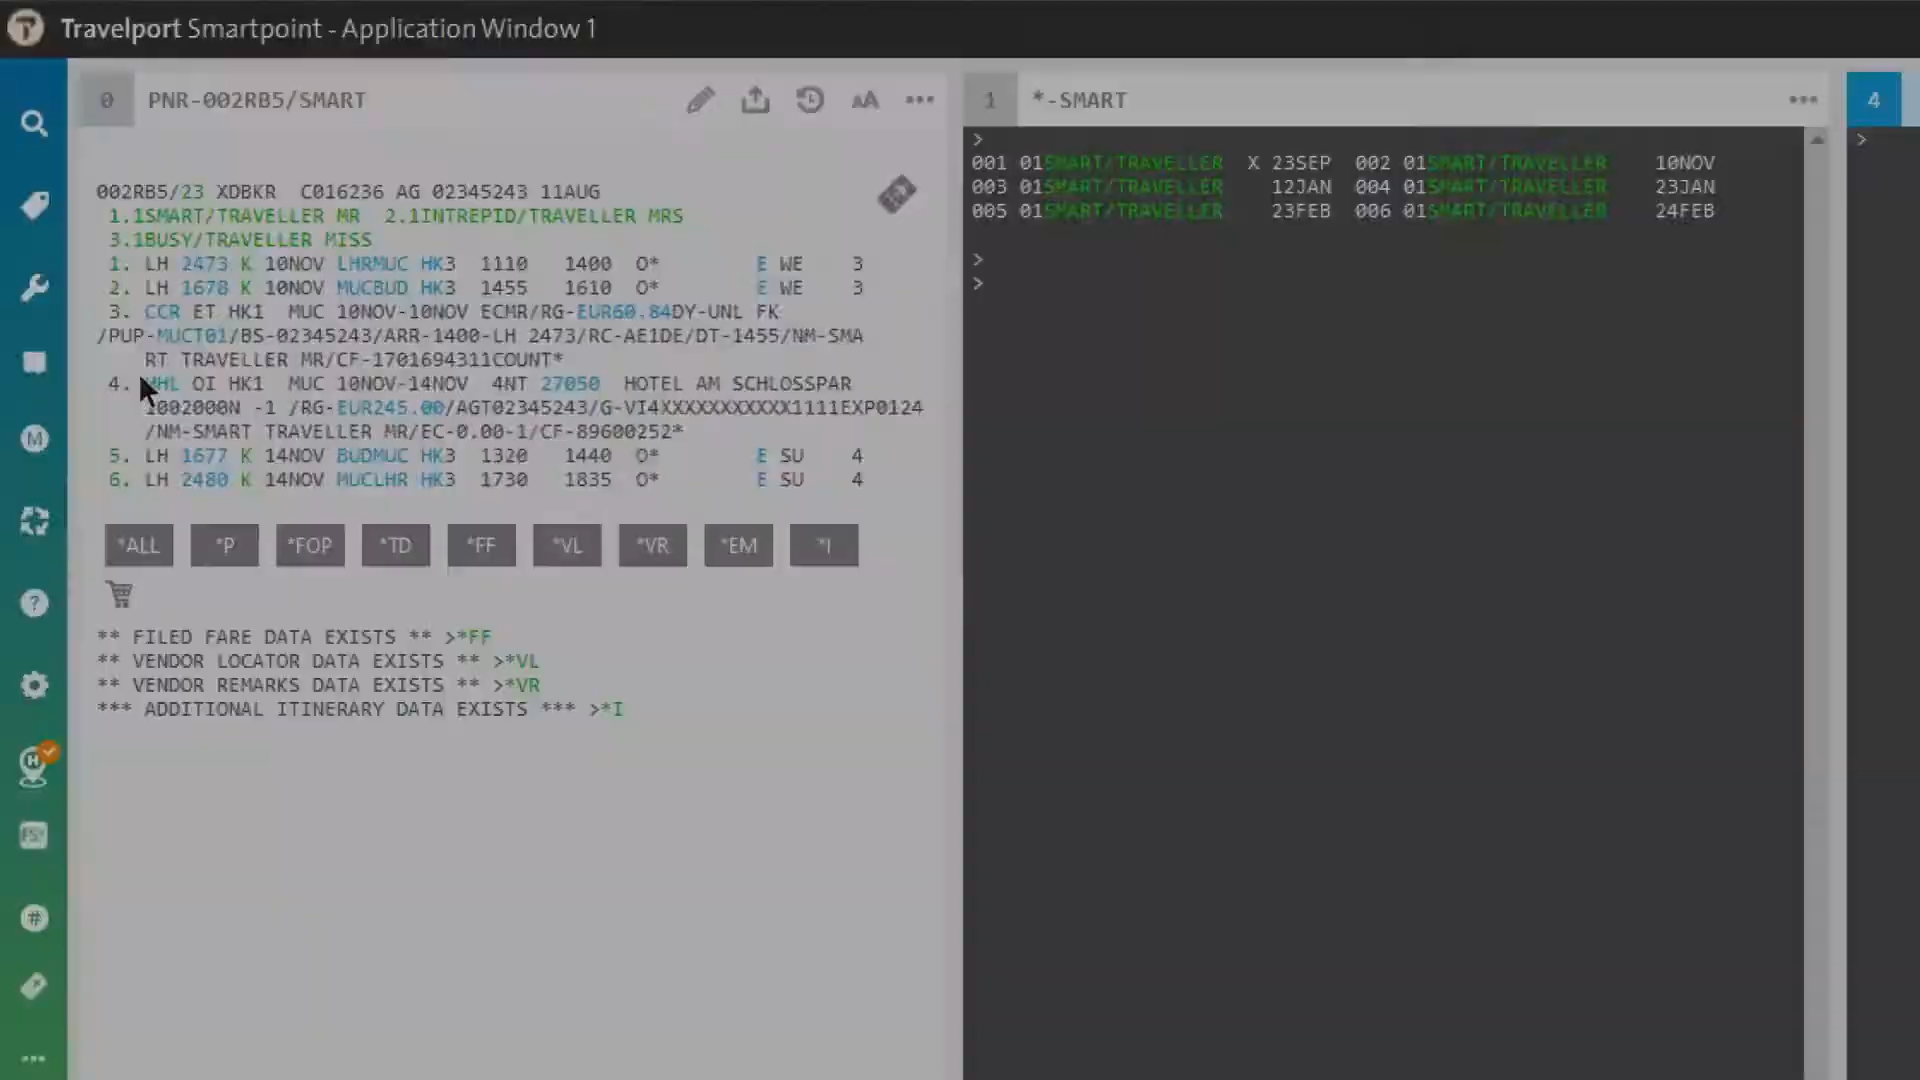 Travelport Smartpoint - Application Window 1
0 PNR-002RB5/SMART
002RB5/23 XDBKR C016236 AG 02345243 11AUG
1.1SMART/TRAVELLER MR 2.1INTREPID/TRAVELLER MRS
3.1BUSY/TRAVELLER MISS
1. LH 2473 K 10NOV LHRMUC HK3 1110 1400 O* E WE 3
2. LH 1678 K 10NOV MUCBUD HK3 1455 1610 O* E WE 3
3. CCR ET HK1 MUC 10NOV-10NOV ECMR/RG-EUR60.84DY-UNL FK
/PUP-MUCT01/BS-02345243/ARR-1400-LH 2473/RC-AE1DE/DT-1455/NM-SMA
RT TRAVELLER MR/CF-1701694311COUNT*
4. HHL OI HK1 MUC 10NOV-14NOV 4NT 27050 HOTEL AM SCHLOSSPAR
1002000N -1 /RG-EUR245.00/AGT02345243/G-VI4XXXXXXXXXXX1111EXP0124
/NM-SMART TRAVELLER MR/EC-0.00-1/CF-89600252*
5. LH 1677 K 14NOV BUDMUC HK3 1320 1440 O* E SU 4
6. LH 2480 K 14NOV MUCLHR HK3 1730 1835 O* E SU 4
*ALL *P *FOP *TD *FF *VL *VR *EM *I
** FILED FARE DATA EXISTS ** >*FF
** VENDOR LOCATOR DATA EXISTS ** >*VL
** VENDOR REMARKS DATA EXISTS ** >*VR
*** ADDITIONAL ITINERARY DATA EXISTS *** >*I
M
?
H
#
1 *-SMART
>
001 01SMART/TRAVELLER X 23SEP 002 01SMART/TRAVELLER 10NOV
003 01SMART/TRAVELLER 12JAN 004 01SMART/TRAVELLER 23JAN
005 01SMART/TRAVELLER 23FEB 006 01SMART/TRAVELLER 24FEB
>
>
4
>